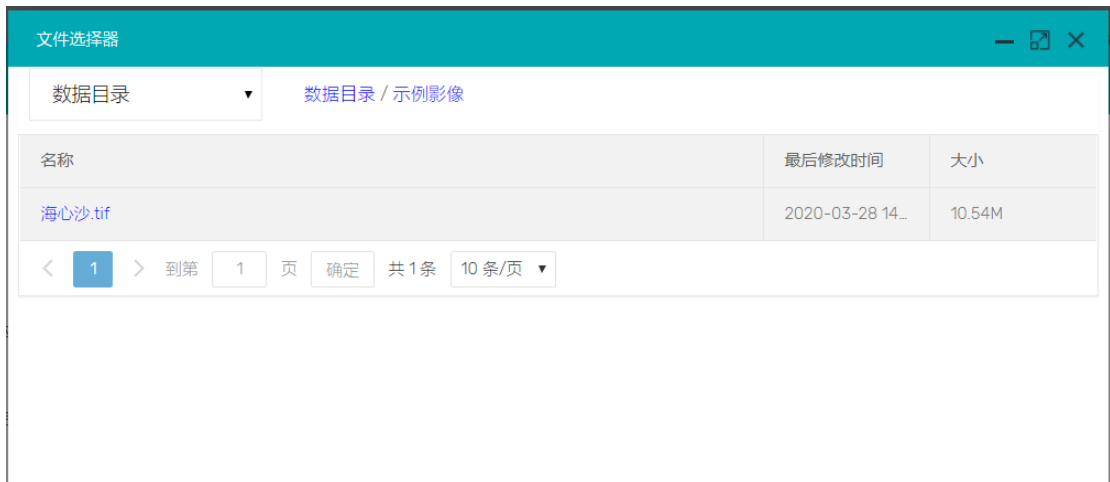 文件选择器
数据目录 数据目录 / 示例影像
名称 最后修改时间 大小
海心沙.tif 2020-03-28 14... 10.54M
1 到第 1 页 确定 共 1 条 10 条/页